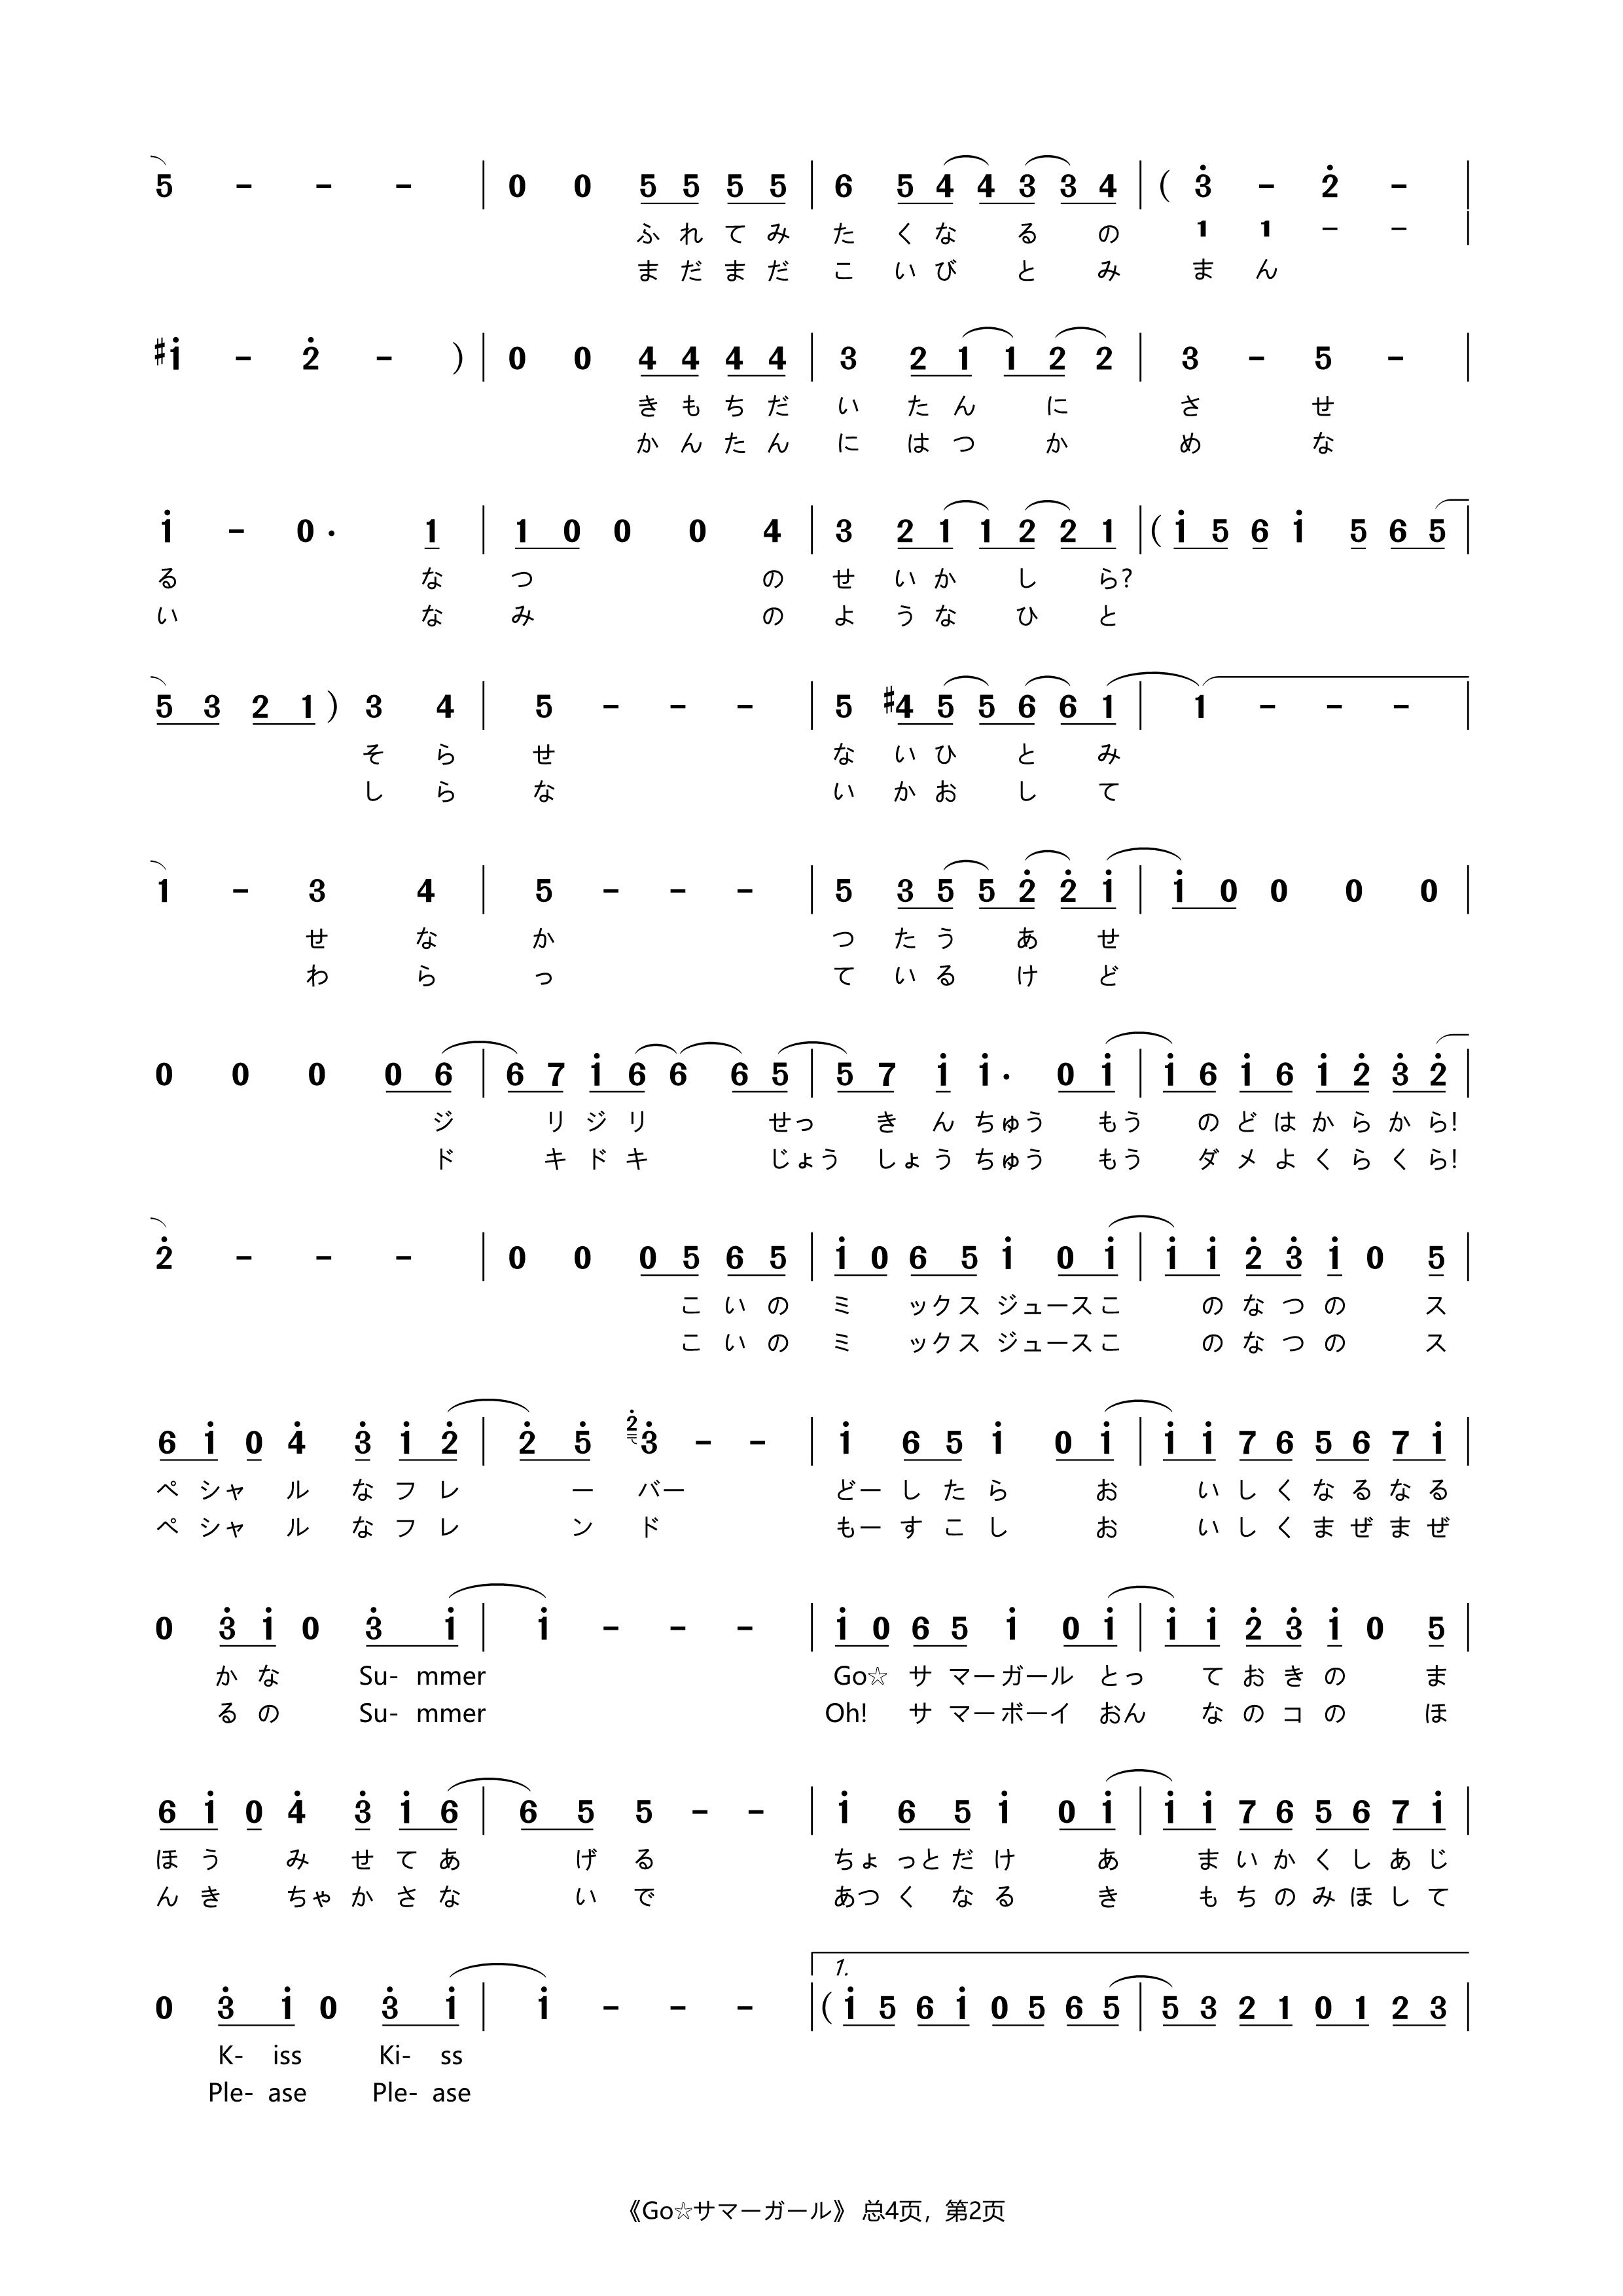 5 - - - | 0 0 5 5 5 5 | 6 5 4 4 3 3 4 | ( 3̇ - 2̇ - |
ふ れ て み た く な る の 1 1 - - |
ま だ ま だ こ い び と み ま ん
♯1̇ - 2̇ - ) | 0 0 4 4 4 4 | 3 2 1 1 2 2 | 3 - 5 - |
き も ち だ い た ん に さ せ
か ん た ん に は つ か め な
1̇ - 0 · 1 | 1 0 0 0 4 | 3 2 1 1 2 2 1 | ( 1̇ 5 6 1̇ 5 6 5 |
る な つ の せ い か し ら?
い な み の よ う な ひ と
5 3 2 1 ) 3 4 | 5 - - - | 5 ♯4 5 5 6 6 1 | 1 - - - |
そ ら せ な い ひ と み
し ら な い か お し て
1 - 3 4 | 5 - - - | 5 3 5 5 2̇ 2̇ 1̇ | 1̇ 0 0 0 0 |
せ な か つ た う あ せ
わ ら っ て い る け ど
0 0 0 0 6 | 6 7 1̇ 6 6 6 5 | 5 7 1̇ 1̇ · 0 1̇ | 1̇ 6 1̇ 6 1̇ 2̇ 3̇ 2̇ |
ジ リ ジ リ せっ き ん ちゅう もう の ど は か ら か ら!
ド キ ド キ じょう しょ う ちゅう もう ダ メ よ く ら く ら!
2̇ - - - | 0 0 0 5 6 5 | 1̇ 0 6 5 1̇ 0 1̇ | 1̇ 1̇ 2̇ 3̇ 1̇ 0 5 |
こ い の ミ ックス ジュース こ の な つ の ス
こ い の ミ ックス ジュース こ の な つ の ス
6 1̇ 0 4̇ 3̇ 1̇ 2̇ | 2̇ 5̇ 2̇ 3̇ - - | 1̇ 6 5 1̇ 0 1̇ | 1̇ 1̇ 7 6 5 6 7 1̇ |
ペ シャ ル な フ レ ー バー どー し た ら お い し く な る な る
ペ シャ ル な フ レ ン ド もー す こ し お い し く ま ぜ ま ぜ
0 3̇ 1̇ 0 3̇ 1̇ | 1̇ - - - | 1̇ 0 6 5 1̇ 0 1̇ | 1̇ 1̇ 2̇ 3̇ 1̇ 0 5 |
か な Su- mmer Go☆ サ マーガール とっ て お き の ま
る の Su- mmer Oh! サ マーボーイ おん な の コ の ほ
6 1̇ 0 4̇ 3̇ 1̇ 6 | 6 5 5 - - | 1̇ 6 5 1̇ 0 1̇ | 1̇ 1̇ 7 6 5 6 7 1̇ |
ほ う み せ て あ げ る ちょ っと だ け あ ま い か く し あ じ
ん き ちゃ か さ な い で あつ く な る き も ち の み ほ し て
1.
0 3̇ 1̇ 0 3̇ 1̇ | 1̇ - - - | ( 1̇ 5 6 1̇ 0 5 6 5 | 5 3 2 1 0 1 2 3 |
K- iss Ki- ss
Ple- ase Ple- ase
《Go☆サマーガール》 总4页，第2页